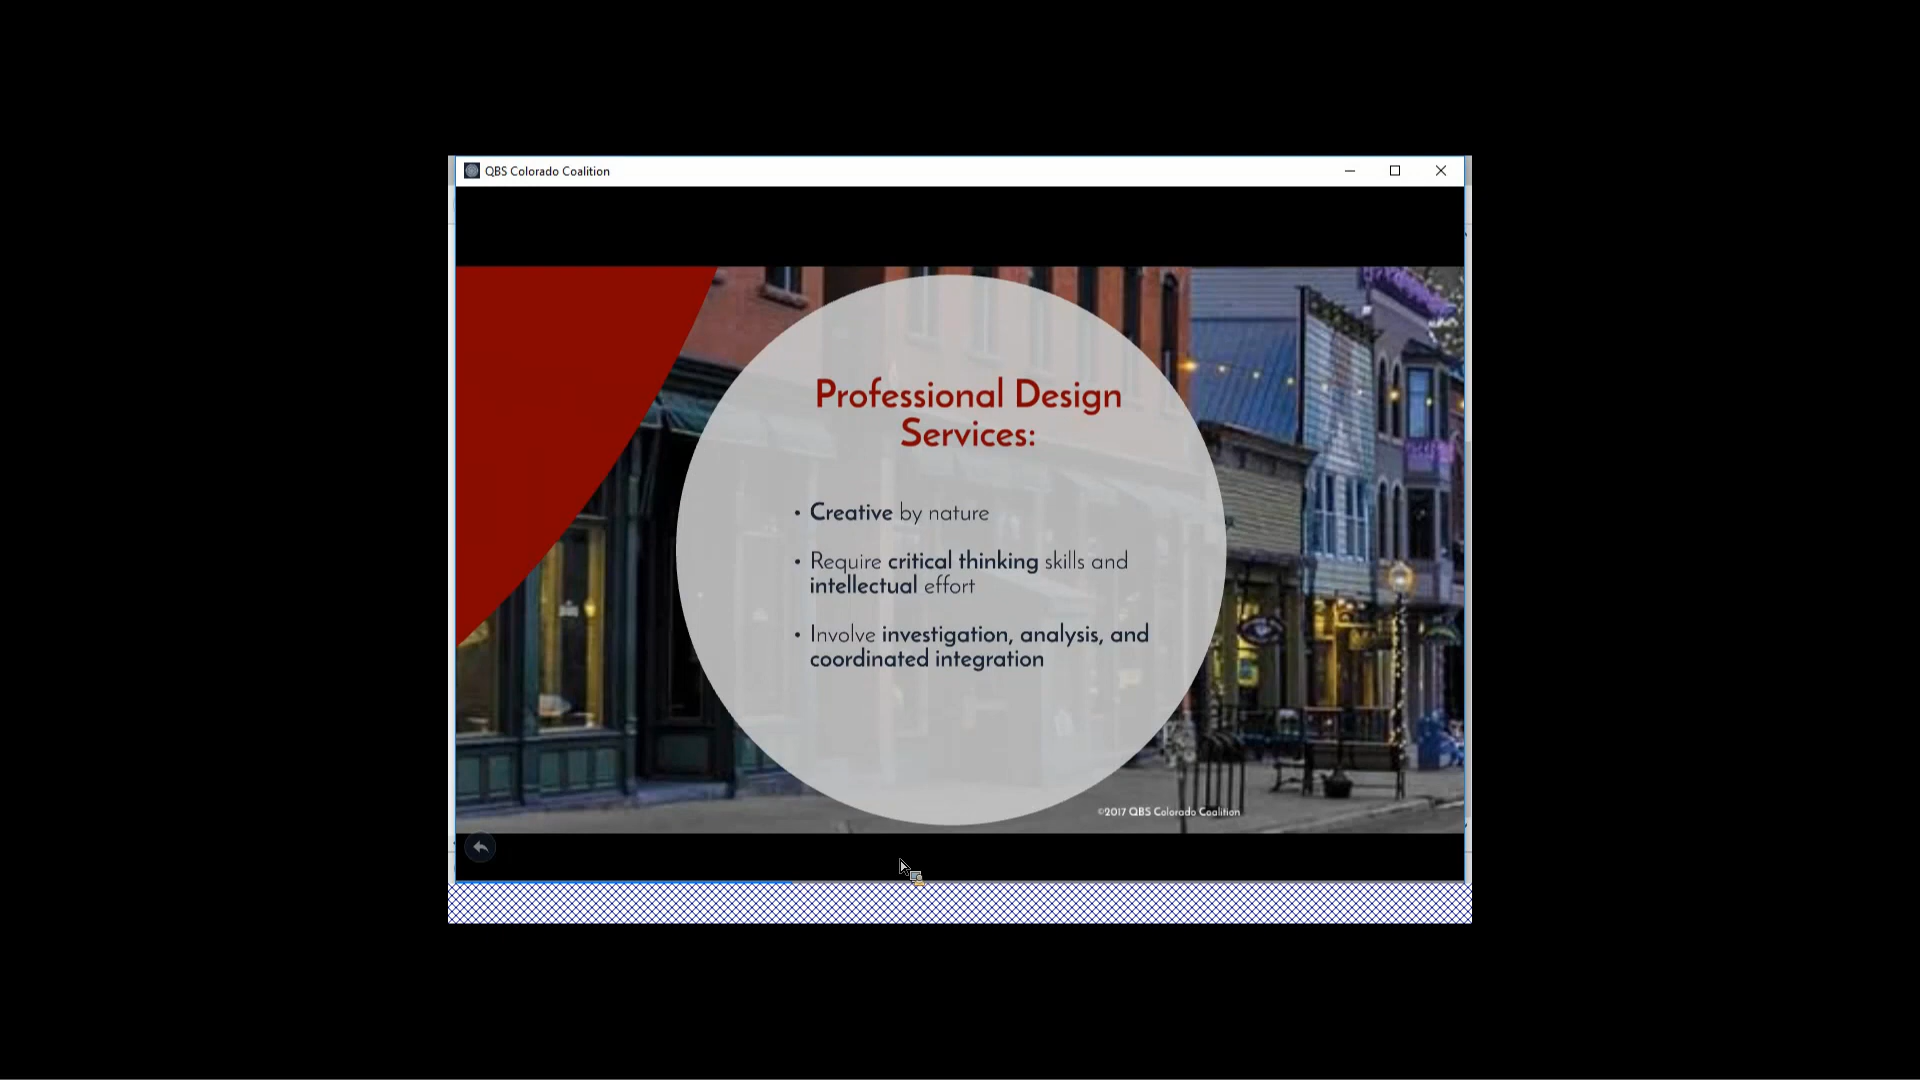 QBS Colorado Coalition
Professional Design
Services:
• Creative by nature
• Require critical thinking skills and
intellectual effort
• Involve investigation, analysis, and
coordinated integration
©2017 QBS Colorado Coalition